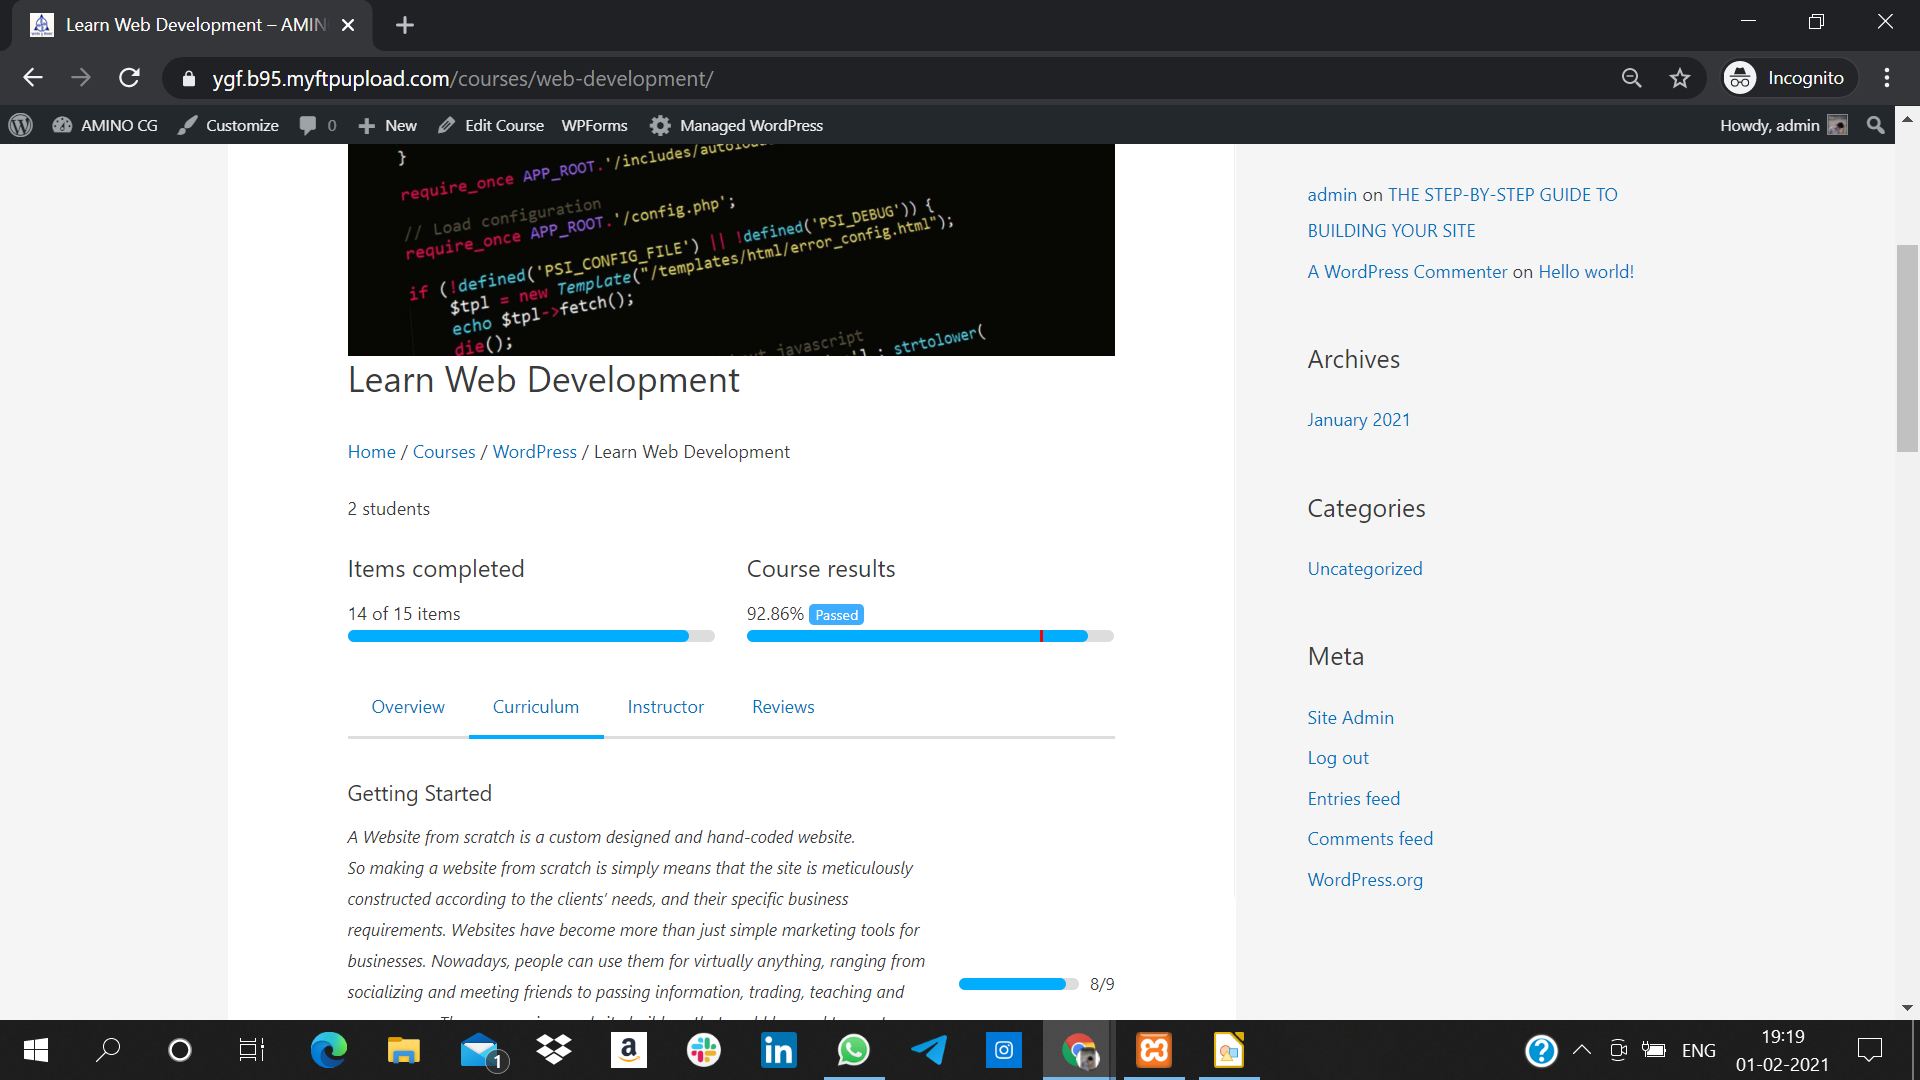 Learn Web Development – AMIN
ygf.b95.myftpupload.com/courses/web-development/
Incognito
AMINO CG
Customize
0
New
Edit Course
WPForms
Managed WordPress
Howdy, admin
}
require_once APP_ROOT.'/includes/
// Load configuration
require_once APP_ROOT.'/config.php';
if (!defined('PSI_CONFIG_FILE') || !defined('PSI_DEBUG')) {
$tpl = new Template("/templates/html/error_config.html");
echo $tpl->fetch();
die();
javascript
strtolower(
Learn Web Development
Home / Courses / WordPress / Learn Web Development
2 students
Items completed
14 of 15 items
Course results
92.86% Passed
Overview
Curriculum
Instructor
Reviews
Getting Started
A Website from scratch is a custom designed and hand-coded website.
So making a website from scratch is simply means that the site is meticulously
constructed according to the clients’ needs, and their specific business
requirements. Websites have become more than just simple marketing tools for
businesses. Nowadays, people can use them for virtually anything, ranging from
socializing and meeting friends to passing information, trading, teaching and
8/9
admin on THE STEP-BY-STEP GUIDE TO
BUILDING YOUR SITE
A WordPress Commenter on Hello world!
Archives
January 2021
Categories
Uncategorized
Meta
Site Admin
Log out
Entries feed
Comments feed
WordPress.org
1
ENG
19:19
01-02-2021